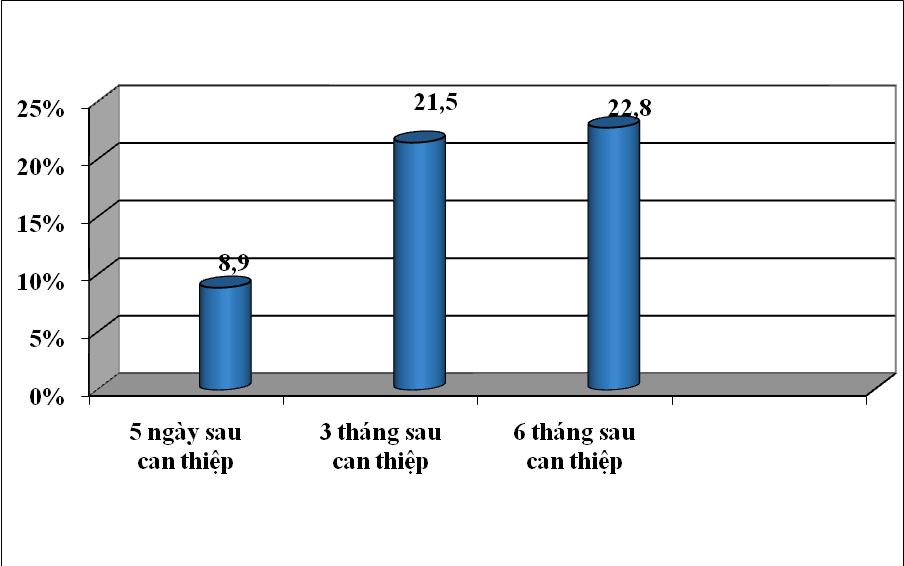 25%
20%
15%
10%
5%
0%
8,9
21,5
22,8
5 ngày sau
can thiệp
3 tháng sau
can thiệp
6 tháng sau
can thiệp